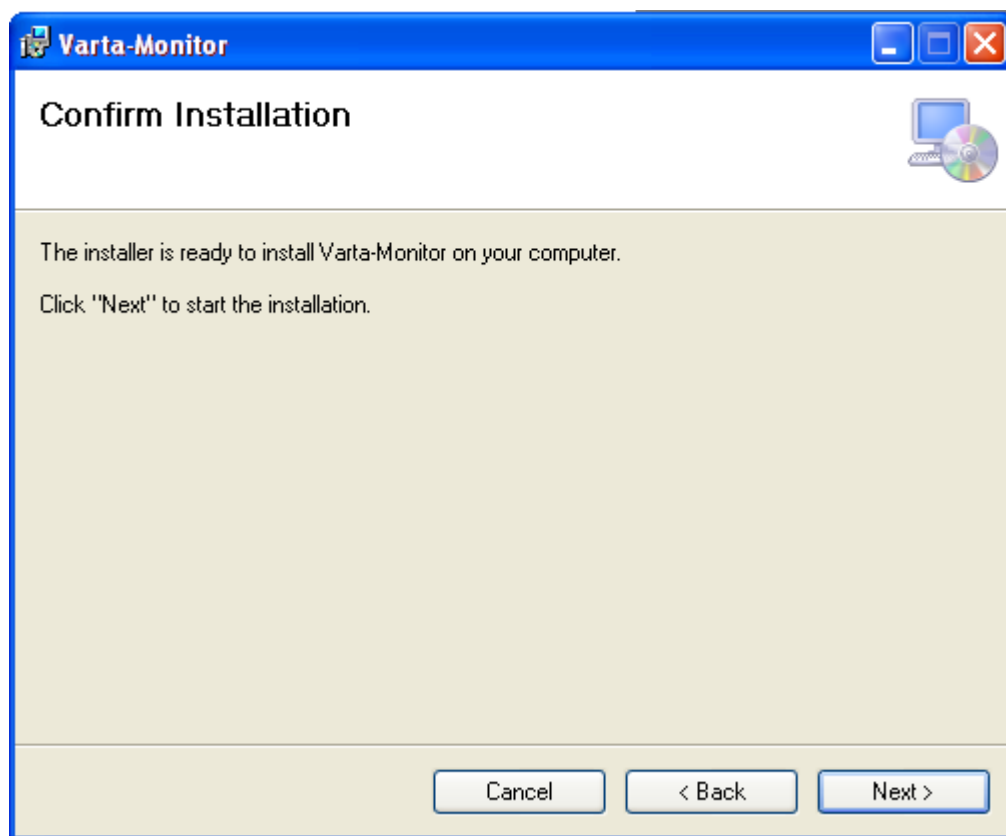 Varta-Monitor
Confirm Installation
The installer is ready to install Varta-Monitor on your computer.
Click "Next" to start the installation.
Cancel
< Back
Next >